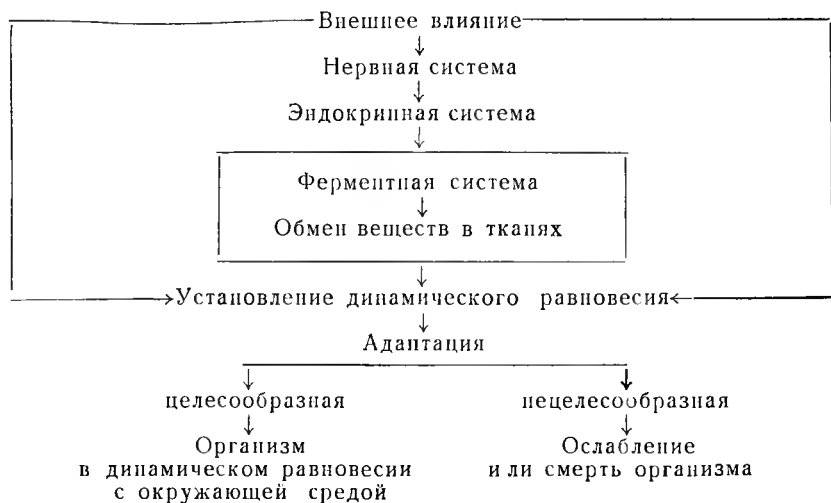 Внешнее влияние
Нервная система
Эндокринная система
Ферментная система
Обмен веществ в тканях
Установление динамического равновесия
Адаптация
целесообразная
нецелесообразная
Организм
в динамическом равновесии
с окружающей средой
Ослабление
или смерть организма